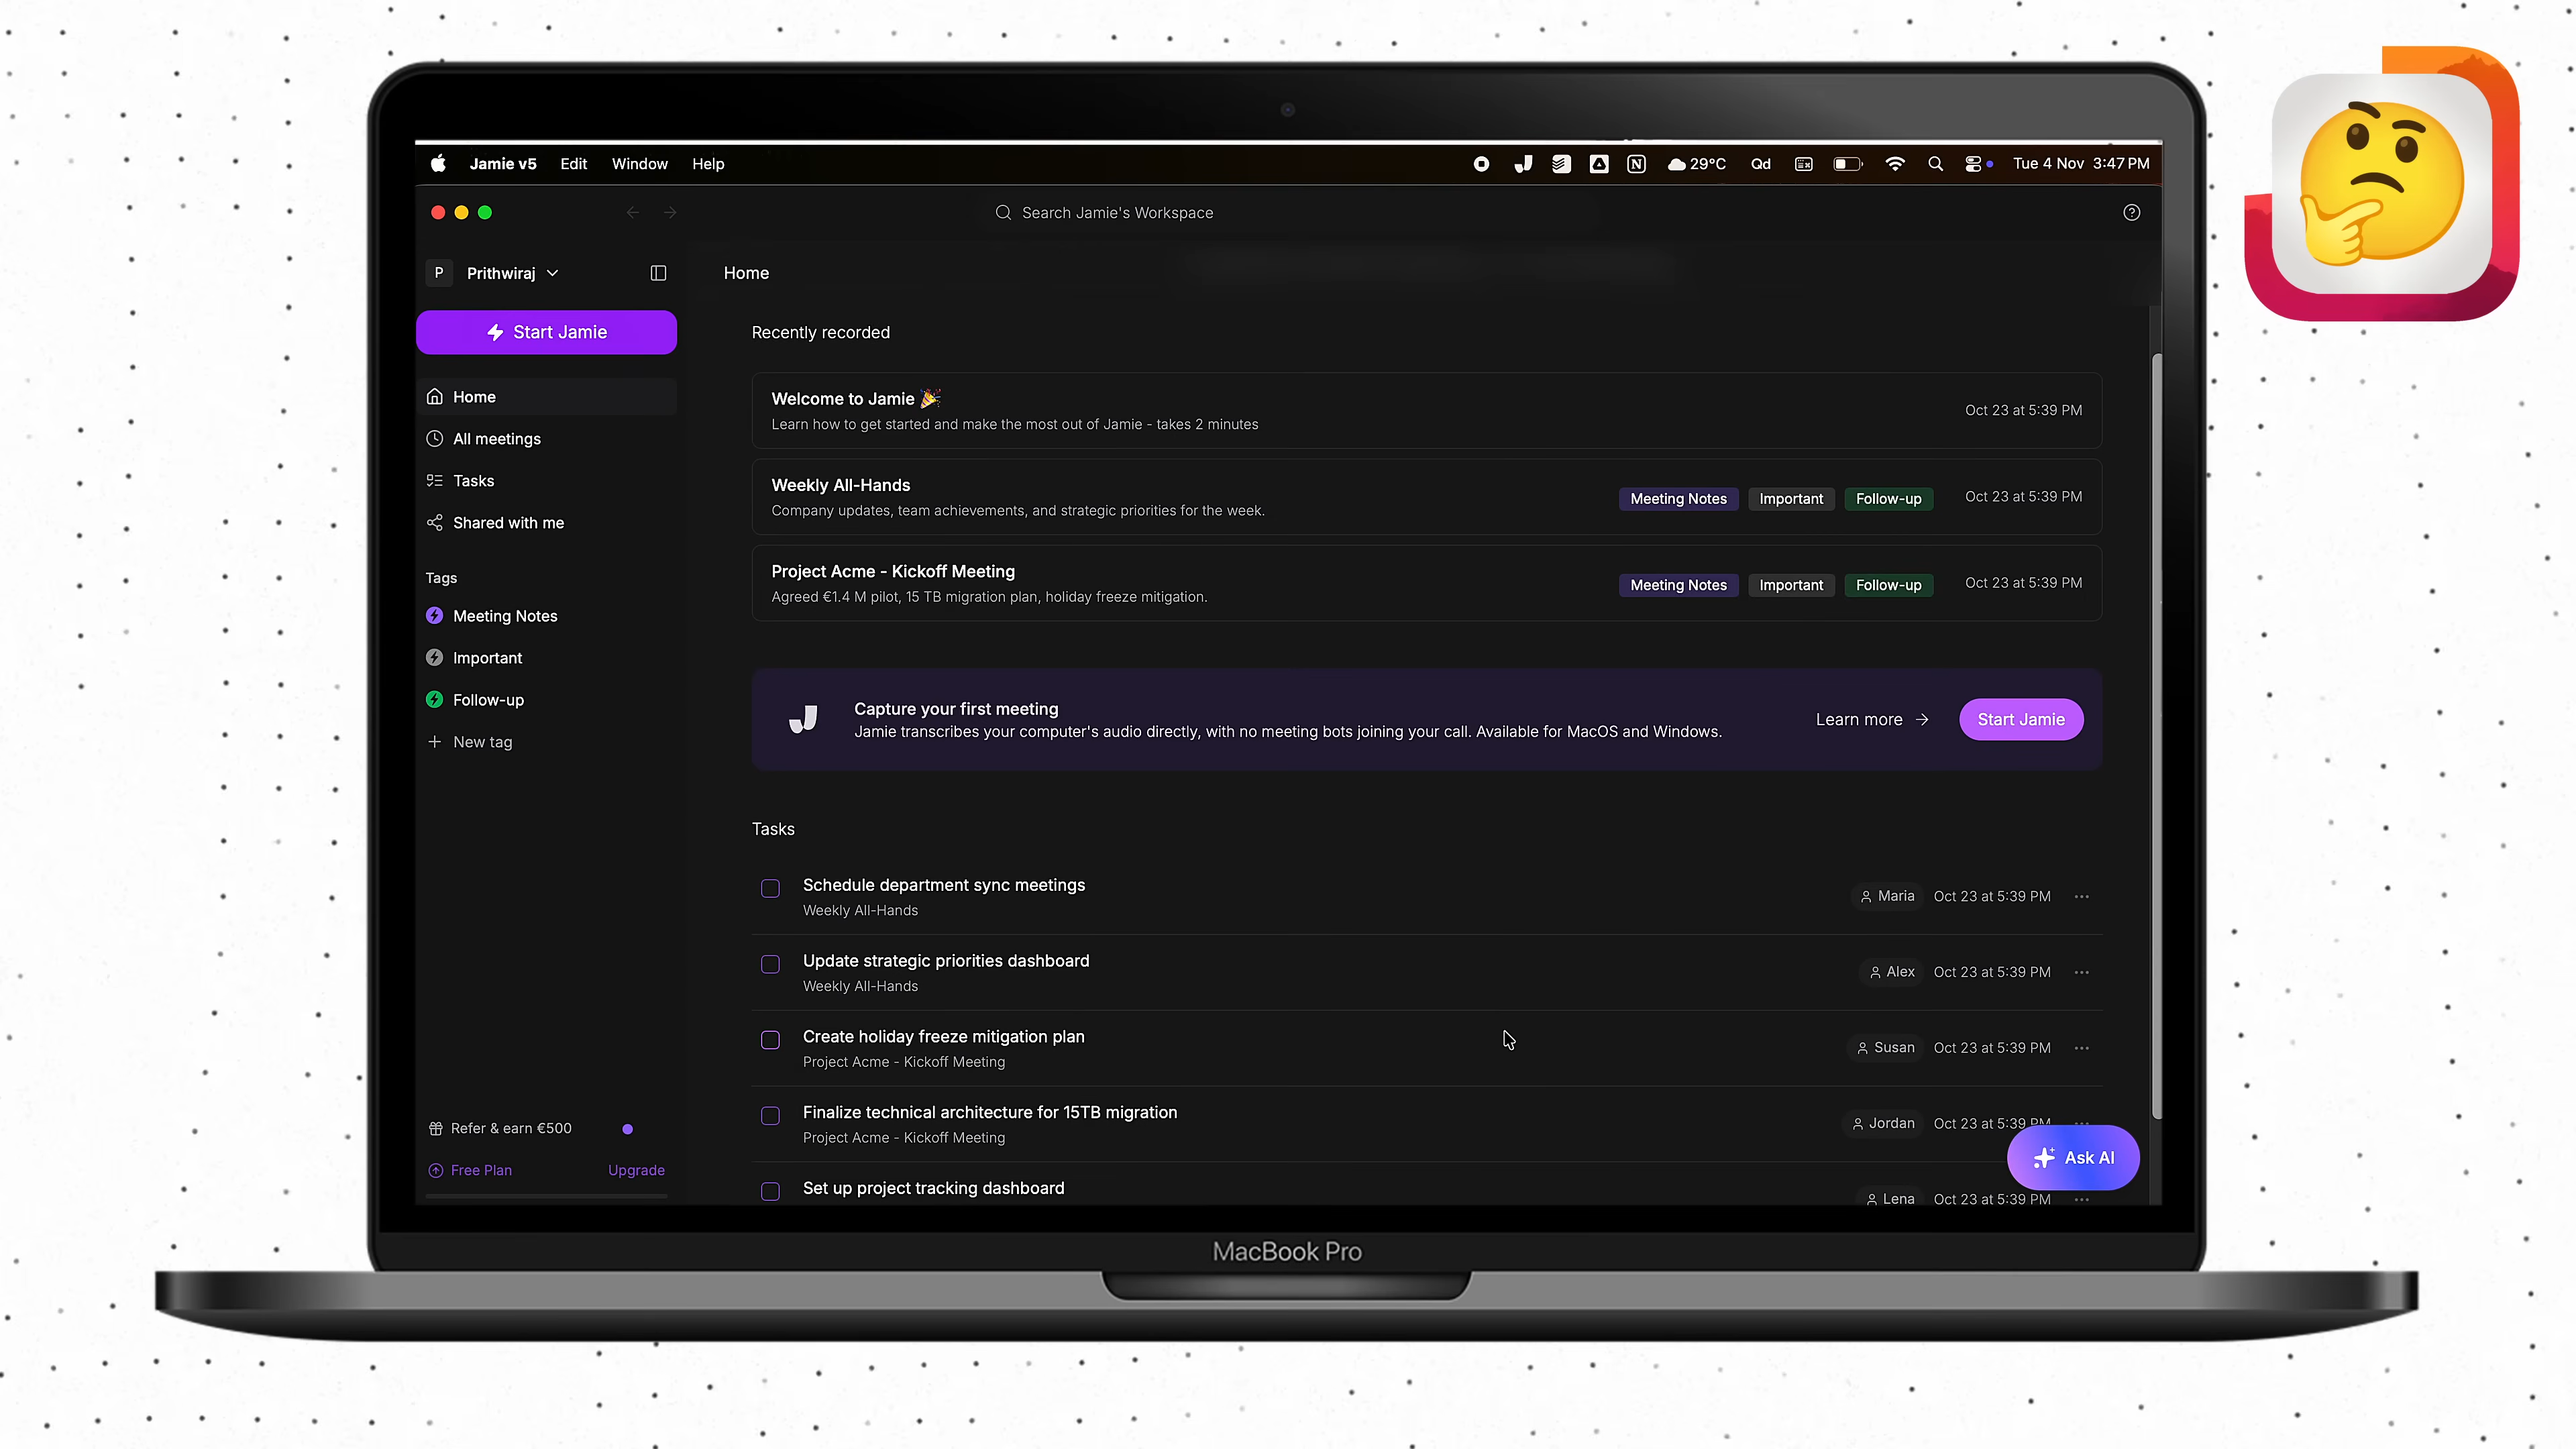 Jamie v5 Edit Window Help
N 29°C Qd Tue 4 Nov 3:47 PM
Search Jamie's Workspace
P Prithwiraj
Start Jamie
Home
All meetings
Tasks
Shared with me
Tags
Meeting Notes
Important
Follow-up
New tag
Refer & earn €500
Free Plan Upgrade
Home
Recently recorded
Welcome to Jamie 🎉
Learn how to get started and make the most out of Jamie - takes 2 minutes
Oct 23 at 5:39 PM
Weekly All-Hands
Company updates, team achievements, and strategic priorities for the week.
Meeting Notes Important Follow-up Oct 23 at 5:39 PM
Project Acme - Kickoff Meeting
Agreed €1.4 M pilot, 15 TB migration plan, holiday freeze mitigation.
Meeting Notes Important Follow-up Oct 23 at 5:39 PM
Capture your first meeting
Jamie transcribes your computer's audio directly, with no meeting bots joining your call. Available for MacOS and Windows.
Learn more → Start Jamie
Tasks
Schedule department sync meetings
Weekly All-Hands
Maria Oct 23 at 5:39 PM
Update strategic priorities dashboard
Weekly All-Hands
Alex Oct 23 at 5:39 PM
Create holiday freeze mitigation plan
Project Acme - Kickoff Meeting
Susan Oct 23 at 5:39 PM
Finalize technical architecture for 15TB migration
Project Acme - Kickoff Meeting
Jordan Oct 23 at 5:39 PM
Set up project tracking dashboard
Lena Oct 23 at 5:39 PM
Ask AI
MacBook Pro